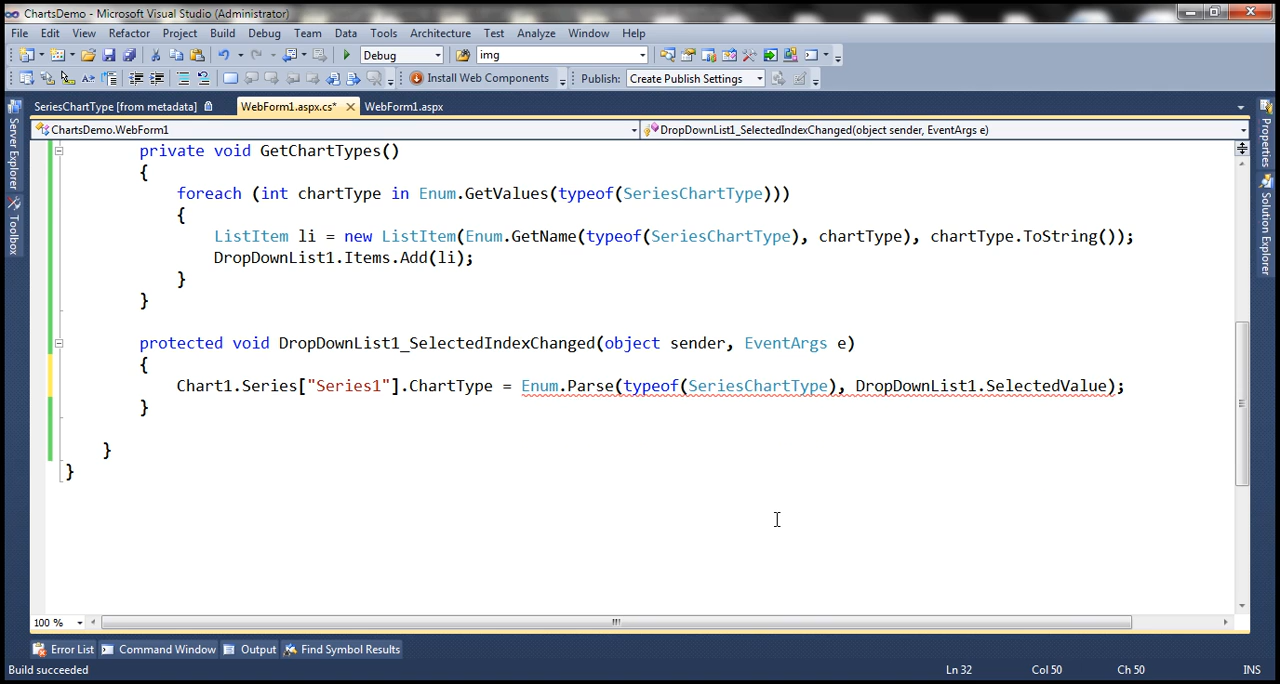 ChartsDemo - Microsoft Visual Studio (Administrator)
File Edit View Refactor Project Build Debug Team Data Tools Architecture Test Analyze Window Help
Debug img
Install Web Components Publish: Create Publish Settings
SeriesChartType [from metadata] WebForm1.aspx.cs* WebForm1.aspx
ChartsDemo.WebForm1 DropDownList1_SelectedIndexChanged(object sender, EventArgs e)
Server Explorer
Toolbox
Properties
Solution Explorer
private void GetChartTypes()
{
foreach (int chartType in Enum.GetValues(typeof(SeriesChartType)))
{
ListItem li = new ListItem(Enum.GetName(typeof(SeriesChartType), chartType), chartType.ToString());
DropDownList1.Items.Add(li);
}
}
protected void DropDownList1_SelectedIndexChanged(object sender, EventArgs e)
{
Chart1.Series["Series1"].ChartType = Enum.Parse(typeof(SeriesChartType), DropDownList1.SelectedValue);
}
}
}
100 %
Error List Command Window Output Find Symbol Results
Build succeeded Ln 32 Col 50 Ch 50 INS